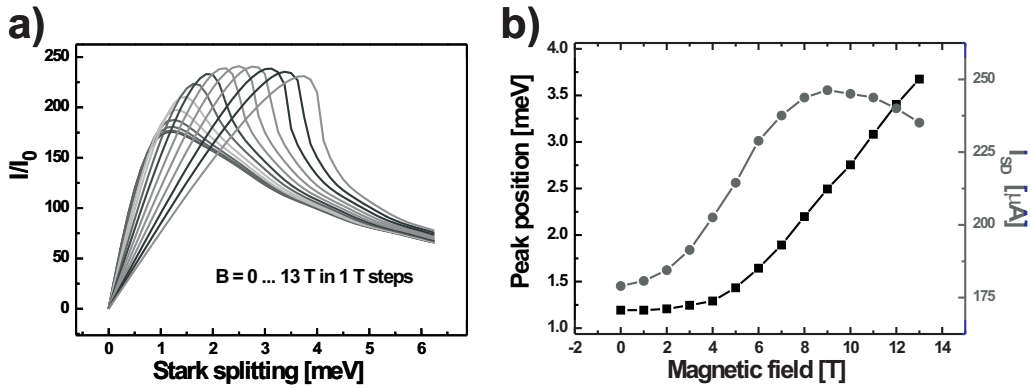 a)
I/I0
250
200
150
100
50
0
B = 0 ... 13 T in 1 T steps
0 1 2 3 4 5 6
Stark splitting [meV]
b)
Peak position [meV]
4.0
3.5
3.0
2.5
2.0
1.5
1.0
250
225
200
175
ISD [µA]
-2 0 2 4 6 8 10 12 14
Magnetic field [T]